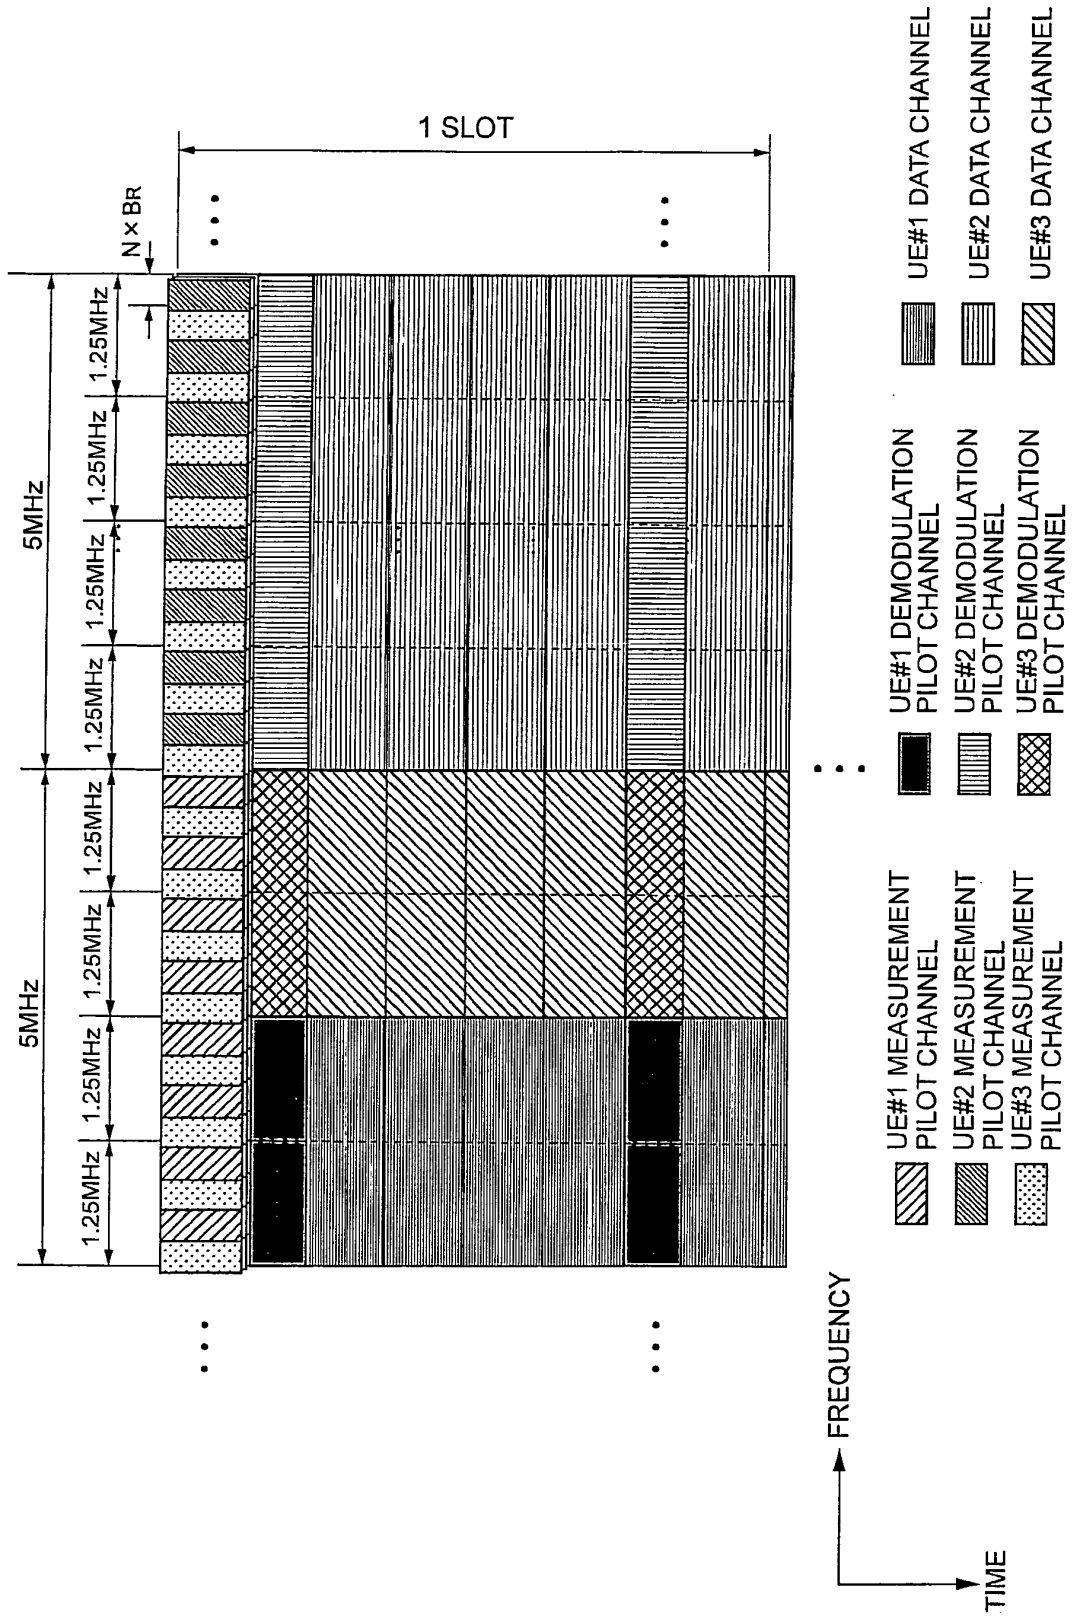 5MHz
5MHz
1.25MHz
1.25MHz
1.25MHz
1.25MHz
1.25MHz
1.25MHz
1.25MHz
1.25MHz
N × BR
1 SLOT
FREQUENCY
TIME
UE#1 MEASUREMENT
PILOT CHANNEL
UE#2 MEASUREMENT
PILOT CHANNEL
UE#3 MEASUREMENT
PILOT CHANNEL
UE#1 DEMODULATION
PILOT CHANNEL
UE#2 DEMODULATION
PILOT CHANNEL
UE#3 DEMODULATION
PILOT CHANNEL
UE#1 DATA CHANNEL
UE#2 DATA CHANNEL
UE#3 DATA CHANNEL